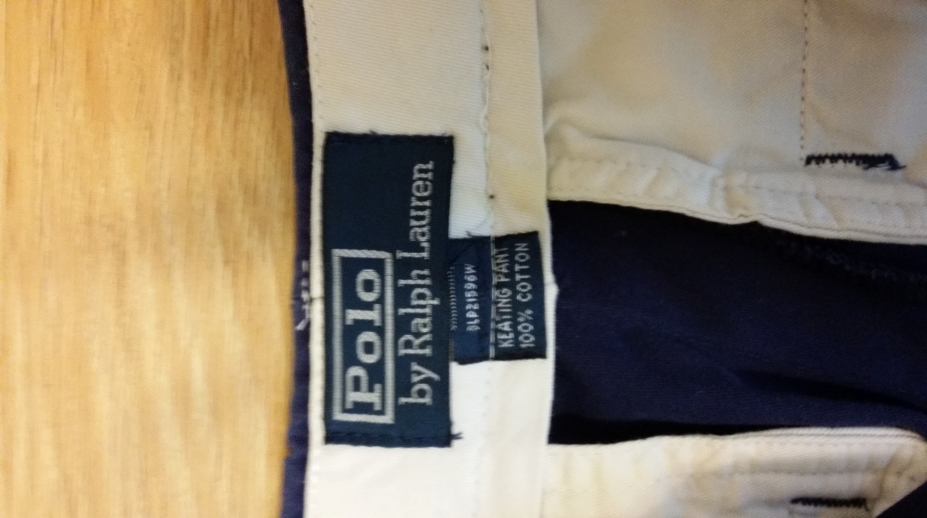 Polo
by Ralph Lauren
KEATING PANT
100% COTTON